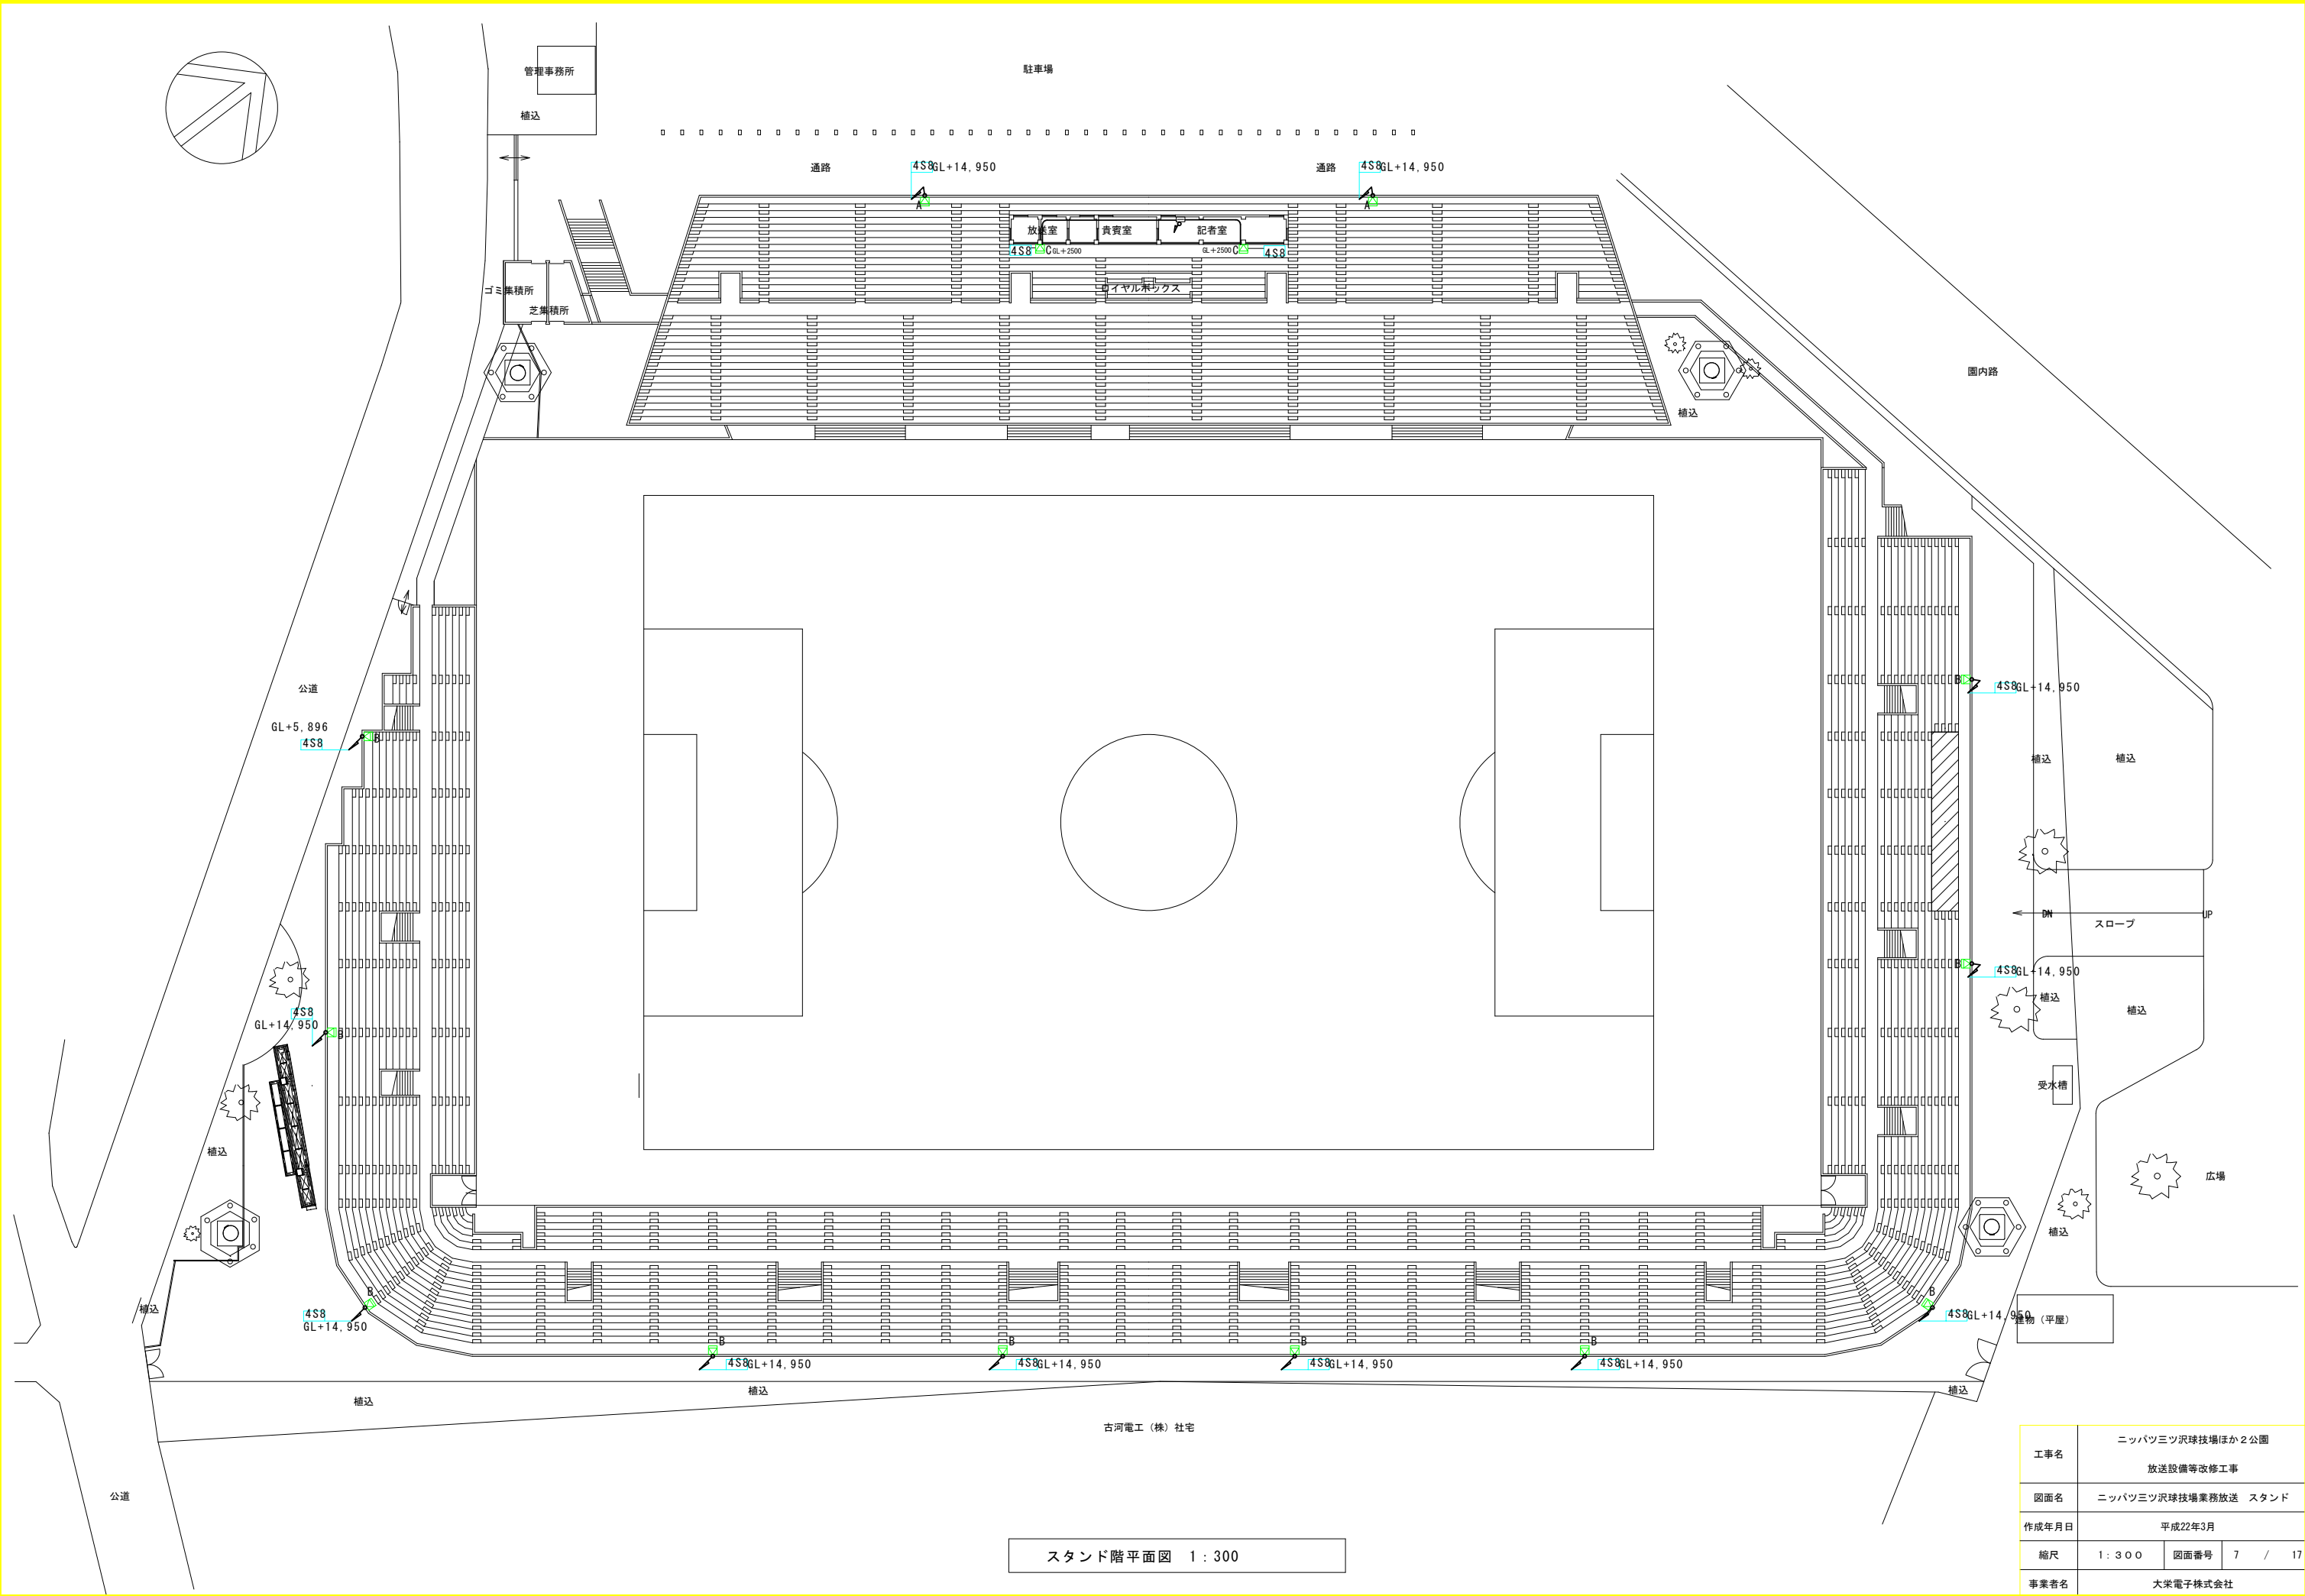 管理事務所
駐車場
植込
通路
4S8 GL+14,950
A
通路
4S8 GL+14,950
A
放送室
貴賓室
記者室
4S8
C GL+2500
GL+2500 C
4S8
ゴミ集積所
芝集積所
ロイヤルボックス
園内路
植込
公道
GL+5,896
4S8
B
B
4S8 GL+14,950
植込
植込
DN
UP
スロープ
B
4S8 GL+14,950
植込
植込
4S8
GL+14,950
B
受水槽
植込
広場
植込
植込
B
4S8
GL+14,950
B
4S8 GL+14,950
建物（平屋）
B
4S8 GL+14,950
B
4S8 GL+14,950
B
4S8 GL+14,950
B
4S8 GL+14,950
植込
植込
植込
古河電工（株）社宅
公道
スタンド階平面図　1：300
工事名
ニッパツ三ツ沢球技場ほか２公園
放送設備等改修工事
図面名
ニッパツ三ツ沢球技場業務放送　スタンド
作成年月日
平成22年3月
縮尺
1：300
図面番号
7 / 17
事業者名
大栄電子株式会社